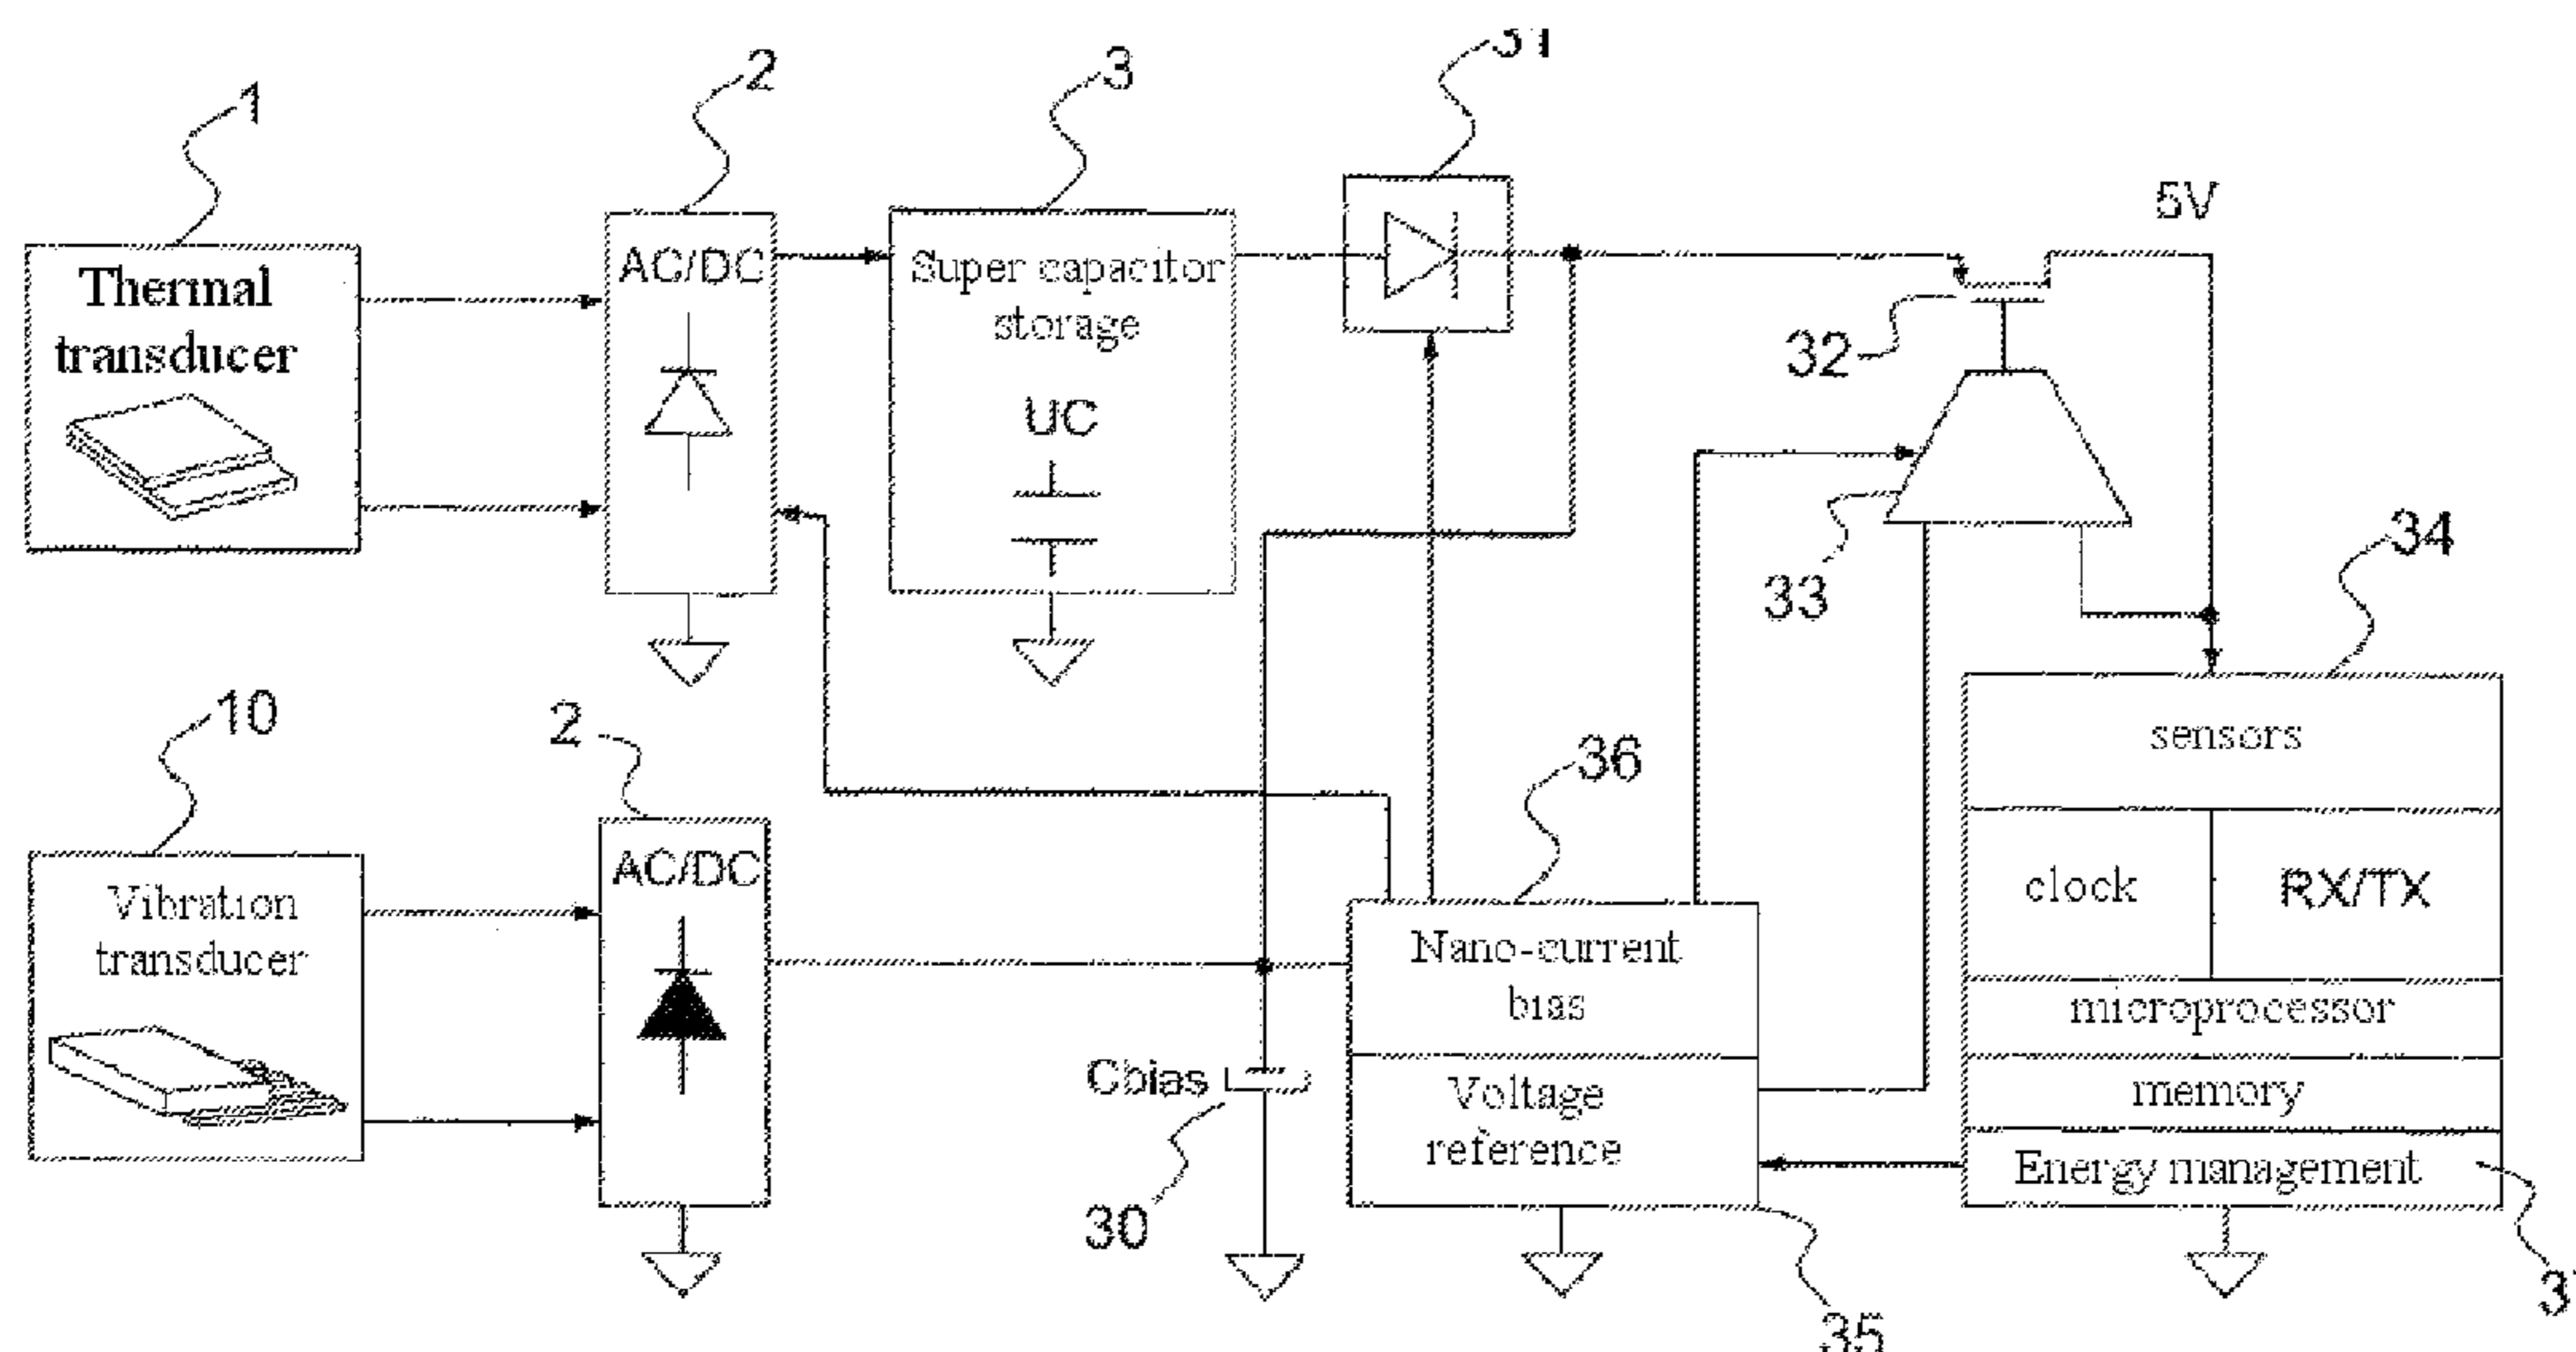 1
2
3
31
5V
Thermal
transducer
AC/DC
Super capacitor
storage
UC
32
33
34
10
2
36
sensors
Vibration
transducer
AC/DC
clock
RX/TX
Nano-current
bias
microprocessor
Cbias
Voltage
reference
memory
Energy management
30
35